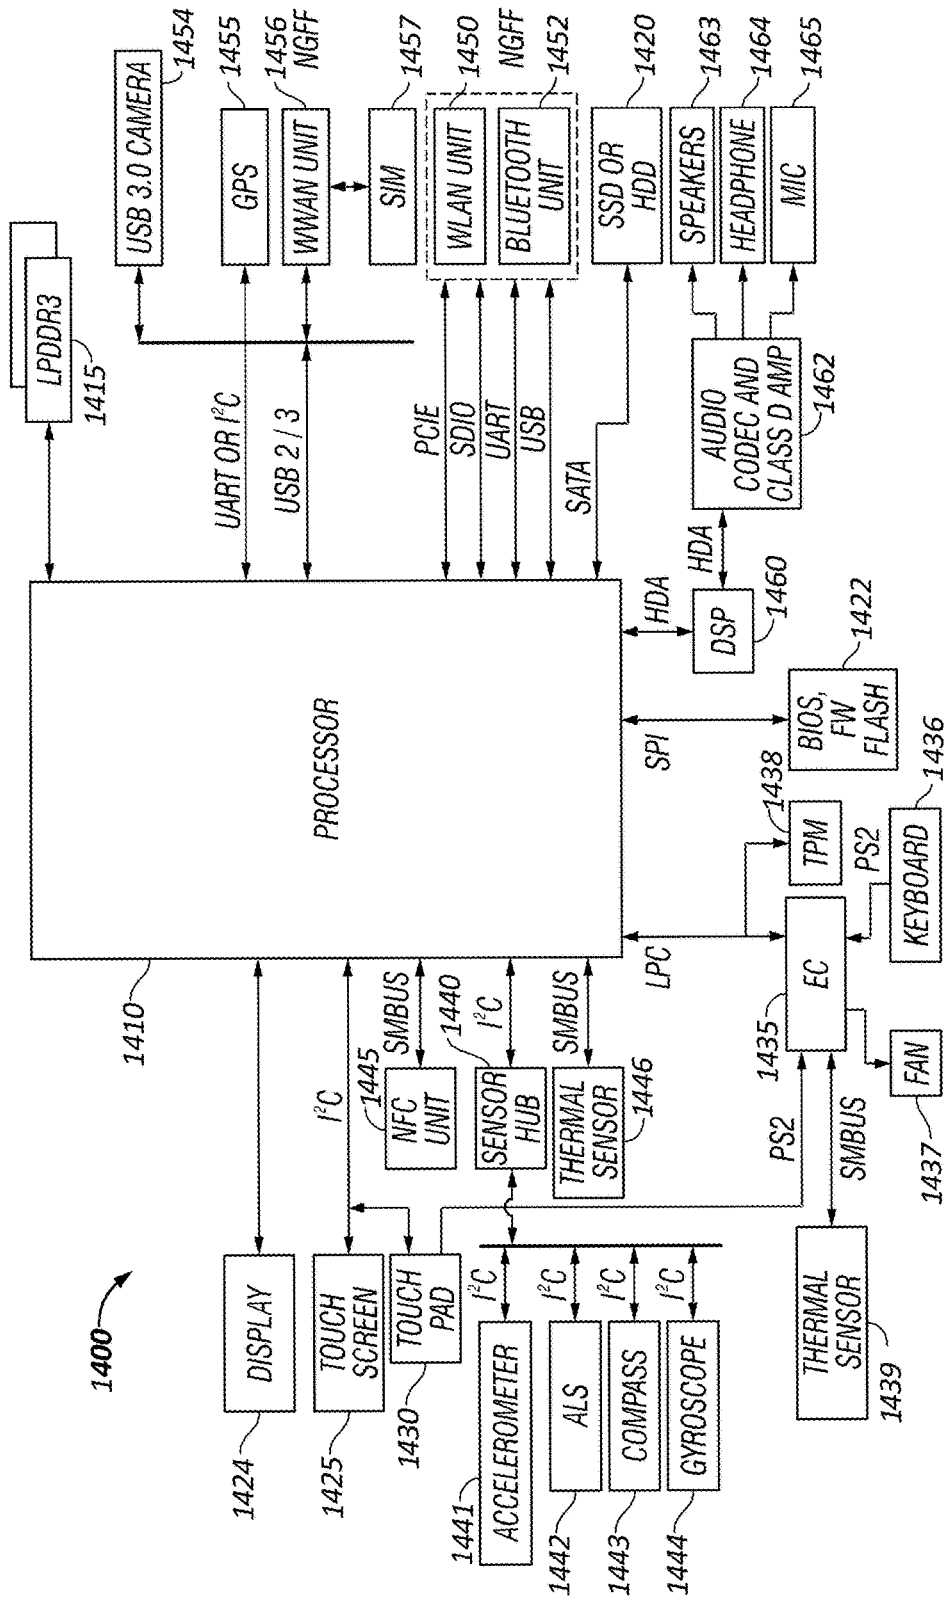 1400
LPDDR3
1415
USB 3.0 CAMERA
1454
GPS
1455
WWAN UNIT
1456
NGFF
SIM
1457
WLAN UNIT
1450
BLUETOOTH
UNIT
NGFF
1452
SSD OR
HDD
1420
SPEAKERS
1463
HEADPHONE
1464
MIC
1465
UART OR I²C
USB 2 / 3
PCIE
SDIO
UART
USB
SATA
AUDIO
CODEC AND
CLASS D AMP
1462
HDA
HDA
DSP
1460
PROCESSOR
1410
SPI
BIOS,
FW
FLASH
1422
LPC
TPM
1438
EC
1435
PS2
KEYBOARD
1436
FAN
1437
DISPLAY
1424
I²C
TOUCH
SCREEN
1425
TOUCH
PAD
1430
SMBUS
NFC
UNIT
1445
I²C
SENSOR
HUB
1440
SMBUS
THERMAL
SENSOR
1446
PS2
SMBUS
THERMAL
SENSOR
1439
I²C
ACCELEROMETER
1441
I²C
ALS
1442
I²C
COMPASS
1443
I²C
GYROSCOPE
1444